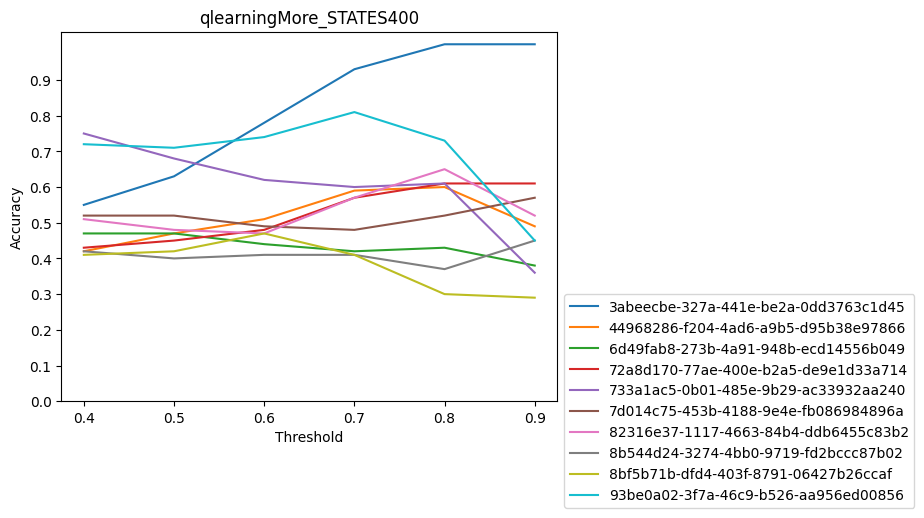 qlearningMore_STATES400
Accuracy
0.9
0.8
0.7
0.6
0.5
0.4
0.3
0.2
0.1
0.0
0.4 0.5 0.6 0.7 0.8 0.9
Threshold
3abeecbe-327a-441e-be2a-0dd3763c1d45
44968286-f204-4ad6-a9b5-d95b38e97866
6d49fab8-273b-4a91-948b-ecd14556b049
72a8d170-77ae-400e-b2a5-de9e1d33a714
733a1ac5-0b01-485e-9b29-ac33932aa240
7d014c75-453b-4188-9e4e-fb086984896a
82316e37-1117-4663-84b4-ddb6455c83b2
8b544d24-3274-4bb0-9719-fd2bccc87b02
8bf5b71b-dfd4-403f-8791-06427b26ccaf
93be0a02-3f7a-46c9-b526-aa956ed00856